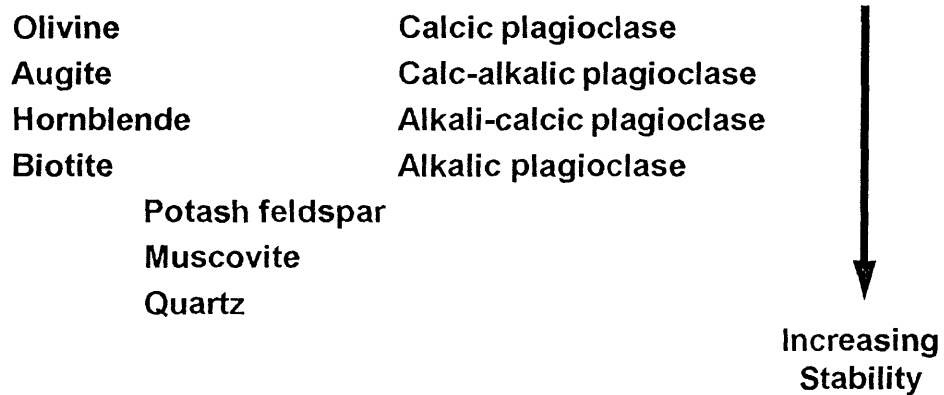 Olivine Calcic plagioclase
Augite Calc-alkalic plagioclase
Hornblende Alkali-calcic plagioclase
Biotite Alkalic plagioclase
Potash feldspar
Muscovite
Quartz
Increasing
Stability